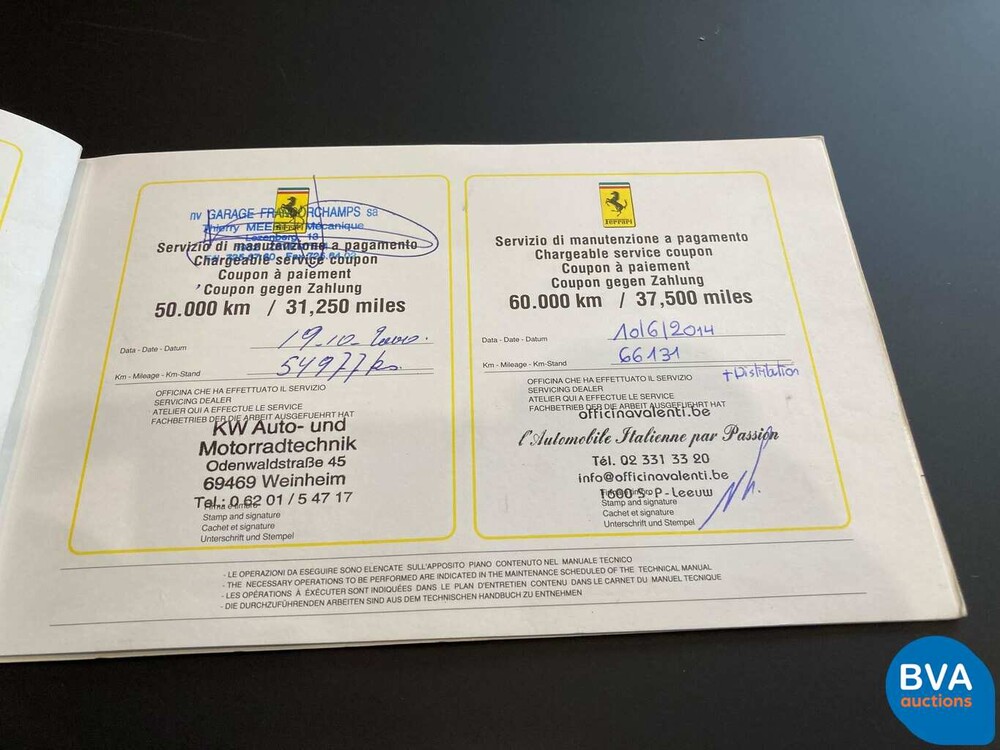 nv GARAGE FRANCORCHAMPS sa
Thierry MEE Mécanique
Ferrari
Servizio di manutenzione a pagamento
Chargeable service coupon
Coupon à paiement
Coupon gegen Zahlung
50.000 km / 31,250 miles
Data - Date - Datum 19.10.2000.
Km - Mileage - Km-Stand 54977
OFFICINA CHE HA EFFETTUATO IL SERVIZIO
SERVICING DEALER
ATELIER QUI A EFFECTUE LE SERVICE
FACHBETRIEB DER DIE ARBEIT AUSGEFUEHRT HAT
KW Auto- und
Motorradtechnik
Odenwaldstraße 45
69469 Weinheim
Tel.: 0 62 01 / 5 47 17
Stamp and signature
Cachet et signature
Unterschrift und Stempel
Ferrari
Servizio di manutenzione a pagamento
Chargeable service coupon
Coupon à paiement
Coupon gegen Zahlung
60.000 km / 37,500 miles
Data - Date - Datum 10/6/2014
Km - Mileage - Km-Stand 66131
+ Distribution
OFFICINA CHE HA EFFETTUATO IL SERVIZIO
SERVICING DEALER
ATELIER QUI A EFFECTUE LE SERVICE
FACHBETRIEB DER DIE ARBEIT AUSGEFUEHRT HAT
officinavalenti.be
l'Automobile Italienne par Passion
Tél. 02 331 33 20
info@officinavalenti.be
1600 S-P-Leeuw
Stamp and signature
Cachet et signature
Unterschrift und Stempel
- LE OPERAZIONI DA ESEGUIRE SONO ELENCATE SULL'APPOSITO PIANO CONTENUTO NEL MANUALE TECNICO
- THE NECESSARY OPERATIONS TO BE PERFORMED ARE INDICATED IN THE MAINTENANCE SCHEDULED OF THE TECHNICAL MANUAL
- LES OPÉRATIONS À ÉXÉCUTER SONT INDIQUÉES DANS LE PLAN D'ENTRETIEN CONTENU DANS LE CARNET DU MANUEL TECNIQUE
- DIE DURCHZUFÜHRENDEN ARBEITEN SIND AUS DEM TECHNISCHEN HANDBUCH ZU ENTNEHMEN
BVA
auctions